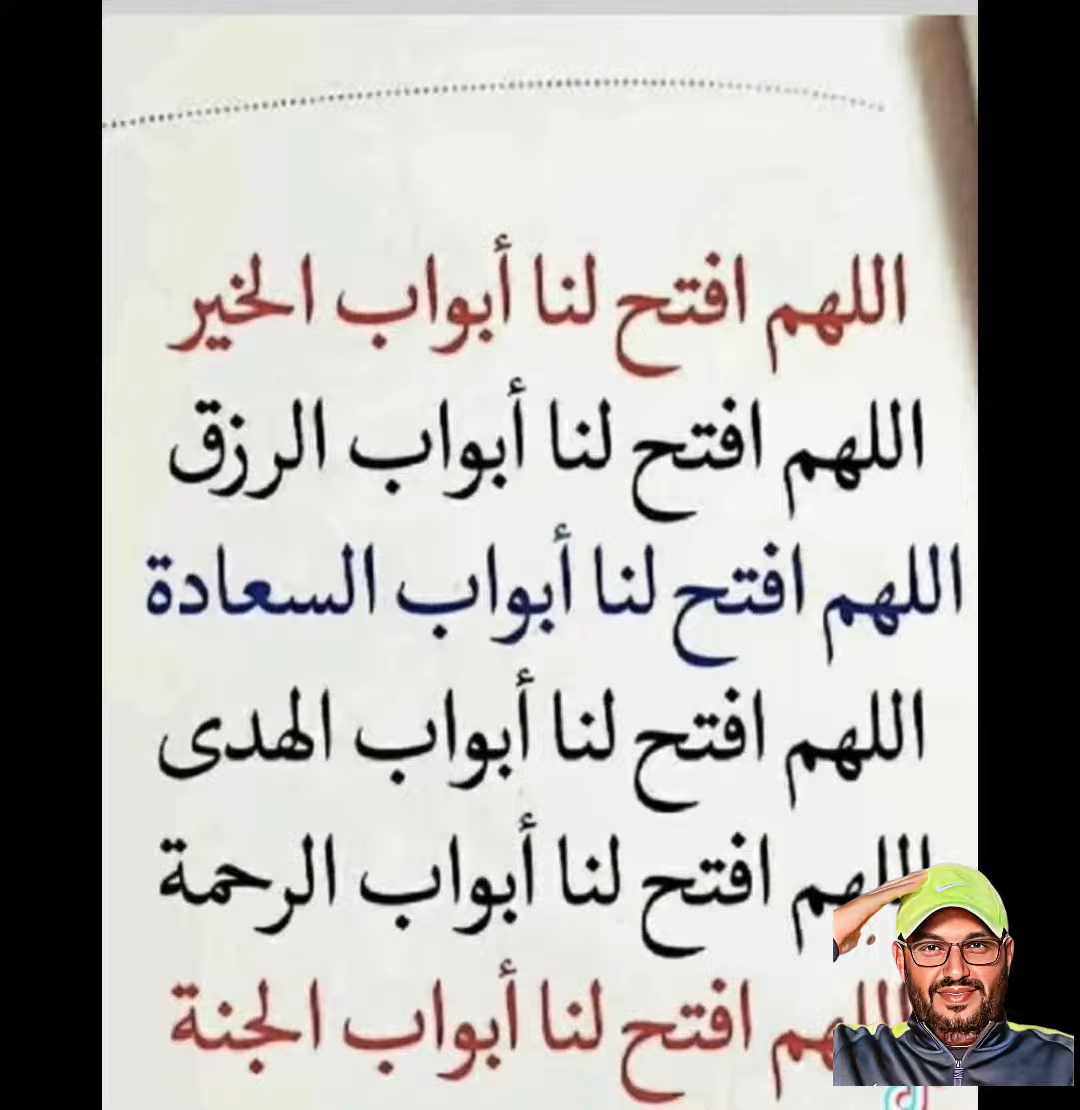 اللهم افتح لنا أبواب الخير
اللهم افتح لنا أبواب الرزق
اللهم افتح لنا أبواب السعادة
اللهم افتح لنا أبواب الهدى
اللهم افتح لنا أبواب الرحمة
اللهم افتح لنا أبواب الجنة